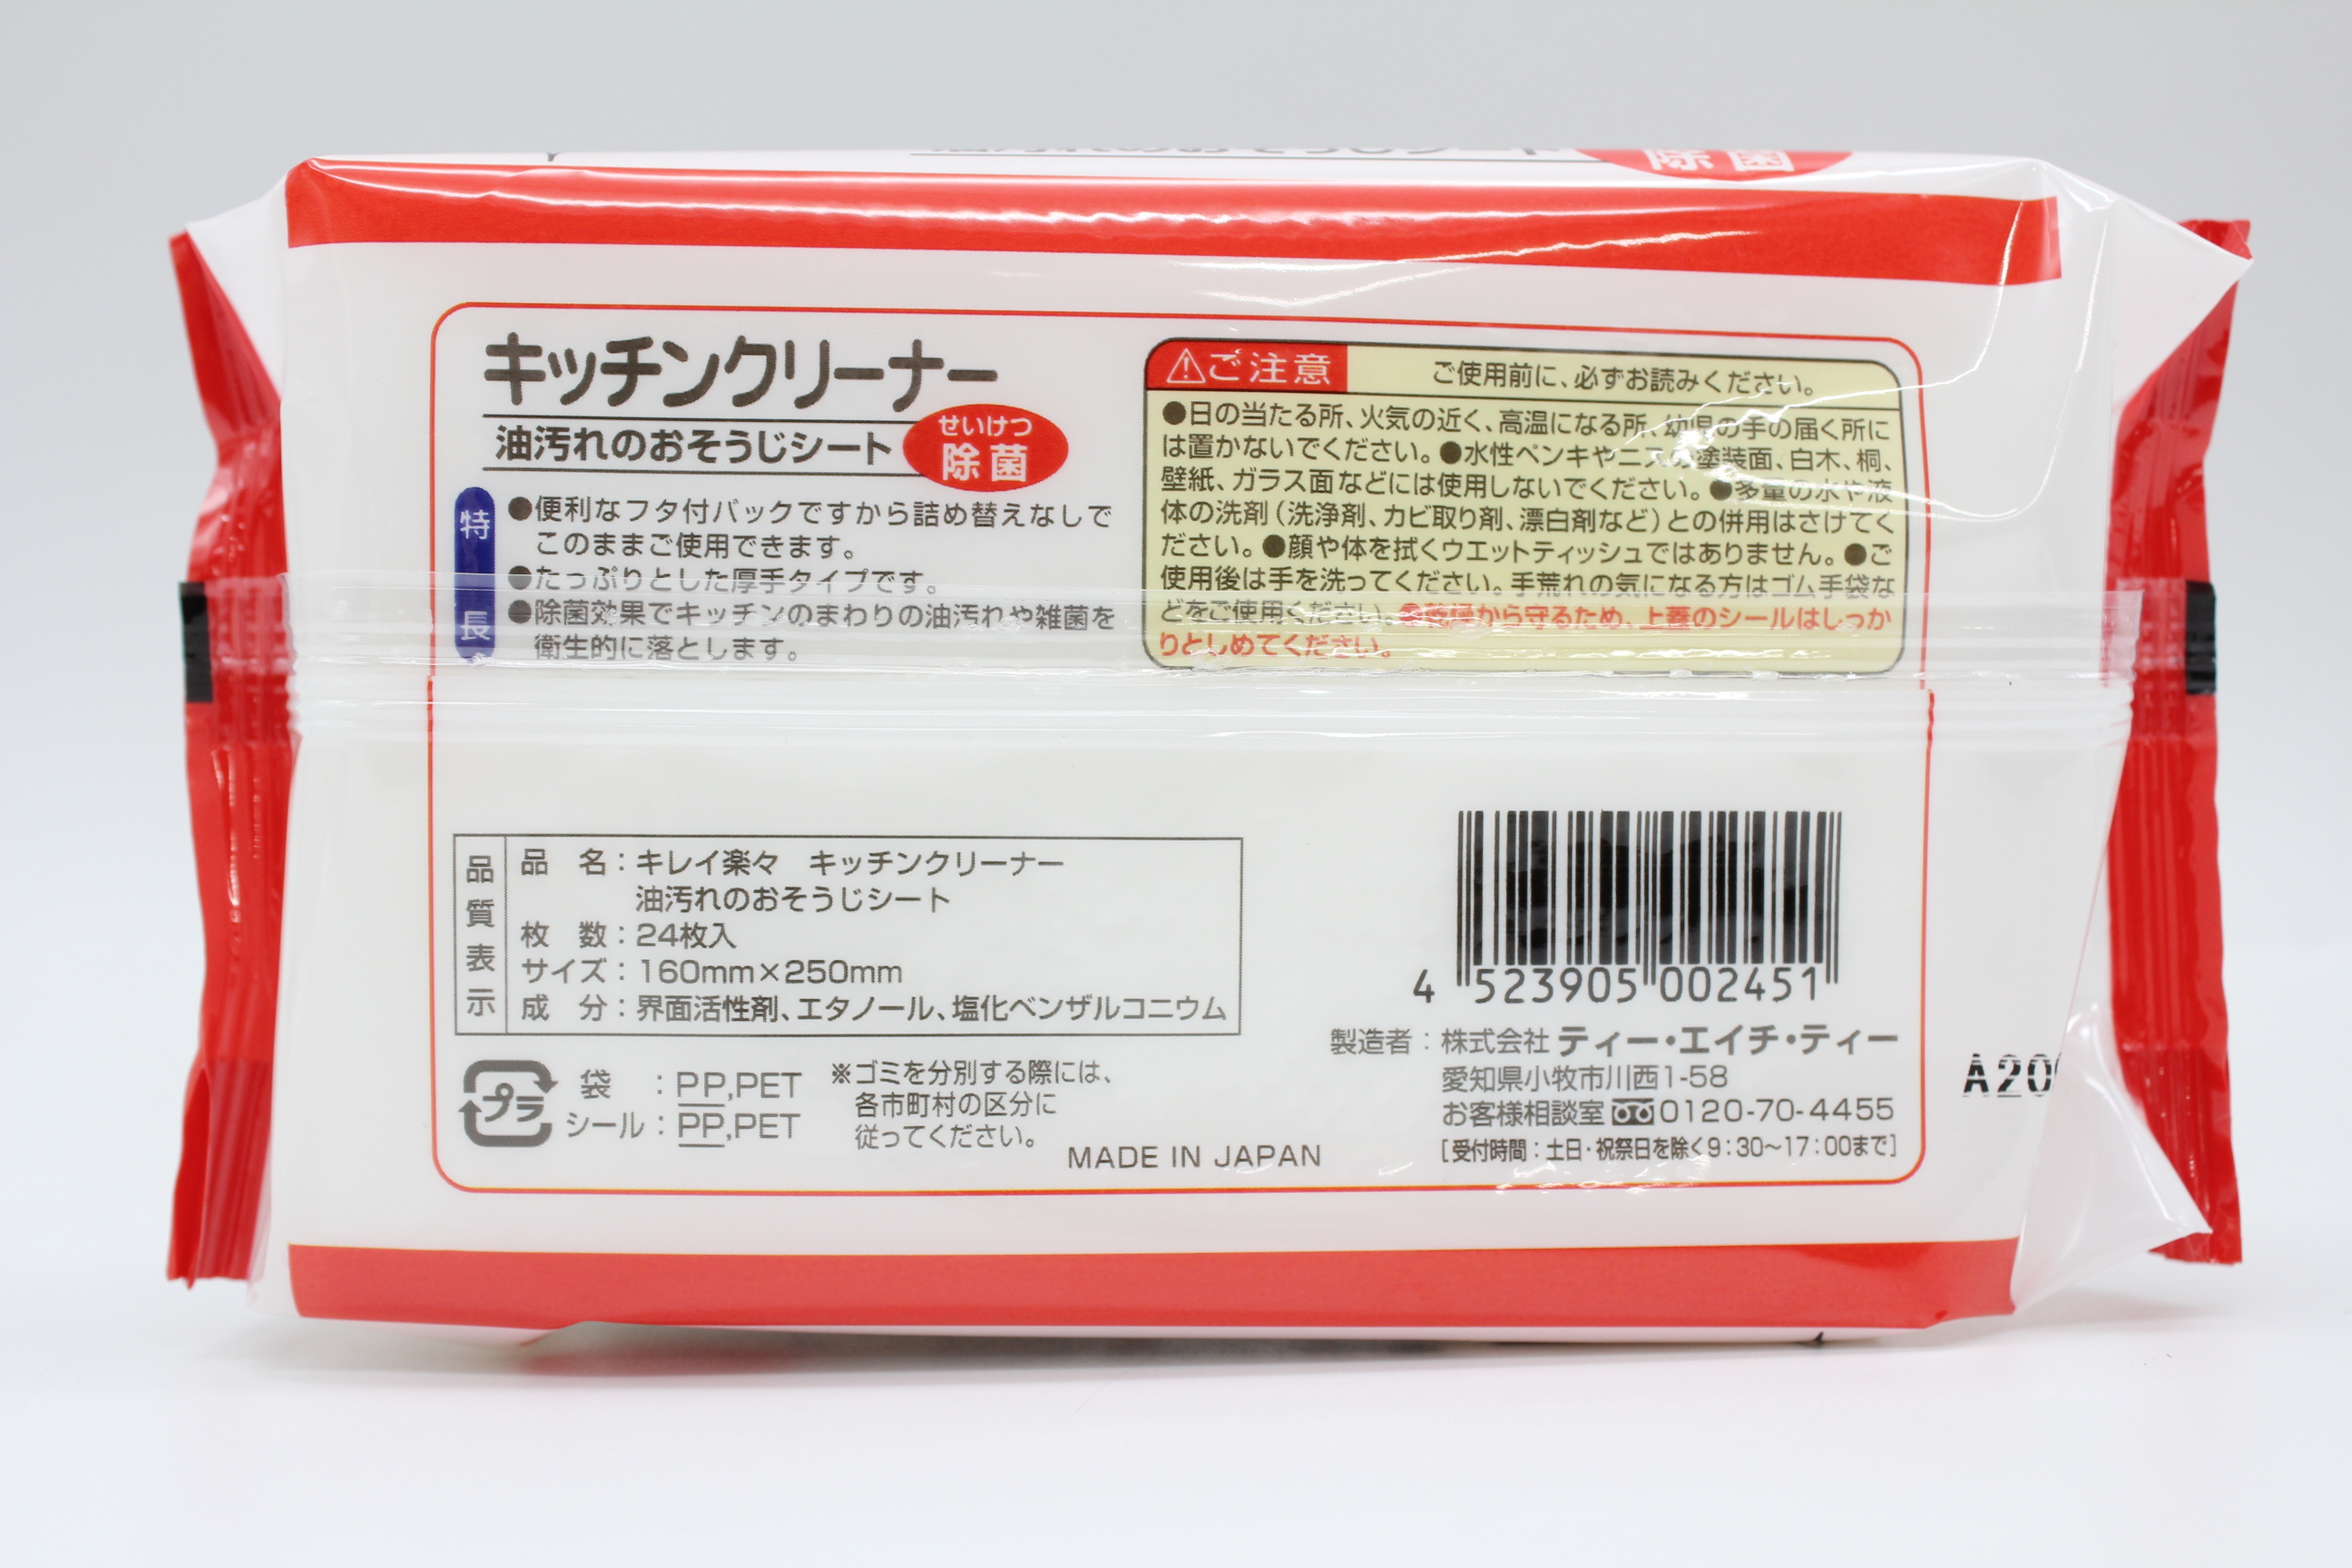 除菌
キッチンクリーナー
油汚れのおそうじシート
せいけつ
除菌
特長
●便利なフタ付パックですから詰め替えなしで
このままご使用できます。
●たっぷりとした厚手タイプです。
●除菌効果でキッチンのまわりの油汚れや雑菌を
衛生的に落とします。
ご注意
ご使用前に、必ずお読みください。
●日の当たる所、火気の近く、高温になる所、幼児の手の届く所に
は置かないでください。●水性ペンキやニスの塗装面、白木、桐、
壁紙、ガラス面などには使用しないでください。●多量の水や液
体の洗剤(洗浄剤、カビ取り剤、漂白剤など)との併用はさけてく
ださい。●顔や体を拭くウエットティッシュではありません。●ご
使用後は手を洗ってください。手荒れの気になる方はゴム手袋な
どをご使用ください。●乾燥から守るため、上蓋のシールはしっか
りとしめてください。
品質表示
品　名：キレイ楽々　キッチンクリーナー
油汚れのおそうじシート
枚　数：24枚入
サイズ：160mm×250mm
成　分：界面活性剤、エタノール、塩化ベンザルコニウム
プラ
袋　：PP,PET
シール：PP,PET
※ゴミを分別する際には、
各市町村の区分に
従ってください。
MADE IN JAPAN
4 523905 002451
製造者：株式会社 ティー・エイチ・ティー
愛知県小牧市川西1-58
お客様相談室 0120-70-4455
[受付時間：土日・祝祭日を除く9：30〜17：00まで]
A20